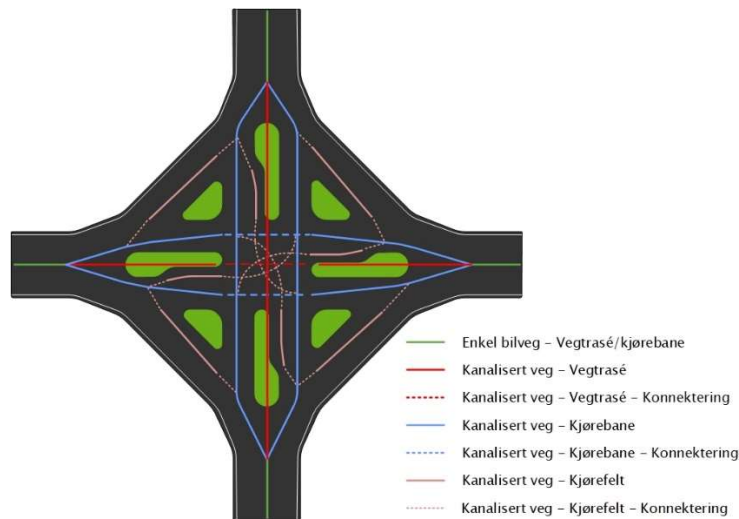 Enkel bilveg – Vegtrasé/kjørebane
Kanalisert veg – Vegtrasé
Kanalisert veg – Vegtrasé – Konnektering
Kanalisert veg – Kjørebane
Kanalisert veg – Kjørebane – Konnektering
Kanalisert veg – Kjørefelt
Kanalisert veg – Kjørefelt – Konnektering